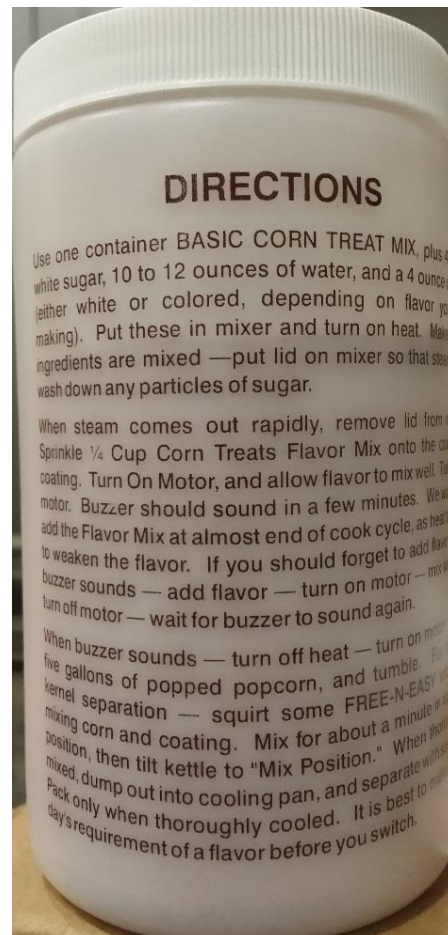 DIRECTIONS
Use one container BASIC CORN TREAT MIX, plus
white sugar, 10 to 12 ounces of water, and a 4 ounce
(either white or colored, depending on flavor
making). Put these in mixer and turn on heat.
ingredients are mixed —put lid on mixer so that
wash down any particles of sugar.
When steam comes out rapidly, remove lid from
Sprinkle ¼ Cup Corn Treats Flavor Mix onto the
coating. Turn On Motor, and allow flavor to mix well.
motor. Buzzer should sound in a few minutes. We
add the Flavor Mix at almost end of cook cycle, as
to weaken the flavor. If you should forget to add
buzzer sounds — add flavor — turn on motor —
turn off motor — wait for buzzer to sound again.
When buzzer sounds — turn off heat — turn on
five gallons of popped popcorn, and tumble.
kernel separation — squirt some FREE-N-EASY
mixing corn and coating. Mix for about a minute in
position, then tilt kettle to "Mix Position." When
mixed, dump out into cooling pan, and separate with
Pack only when thoroughly cooled. It is best to
day's requirement of a flavor before you switch.